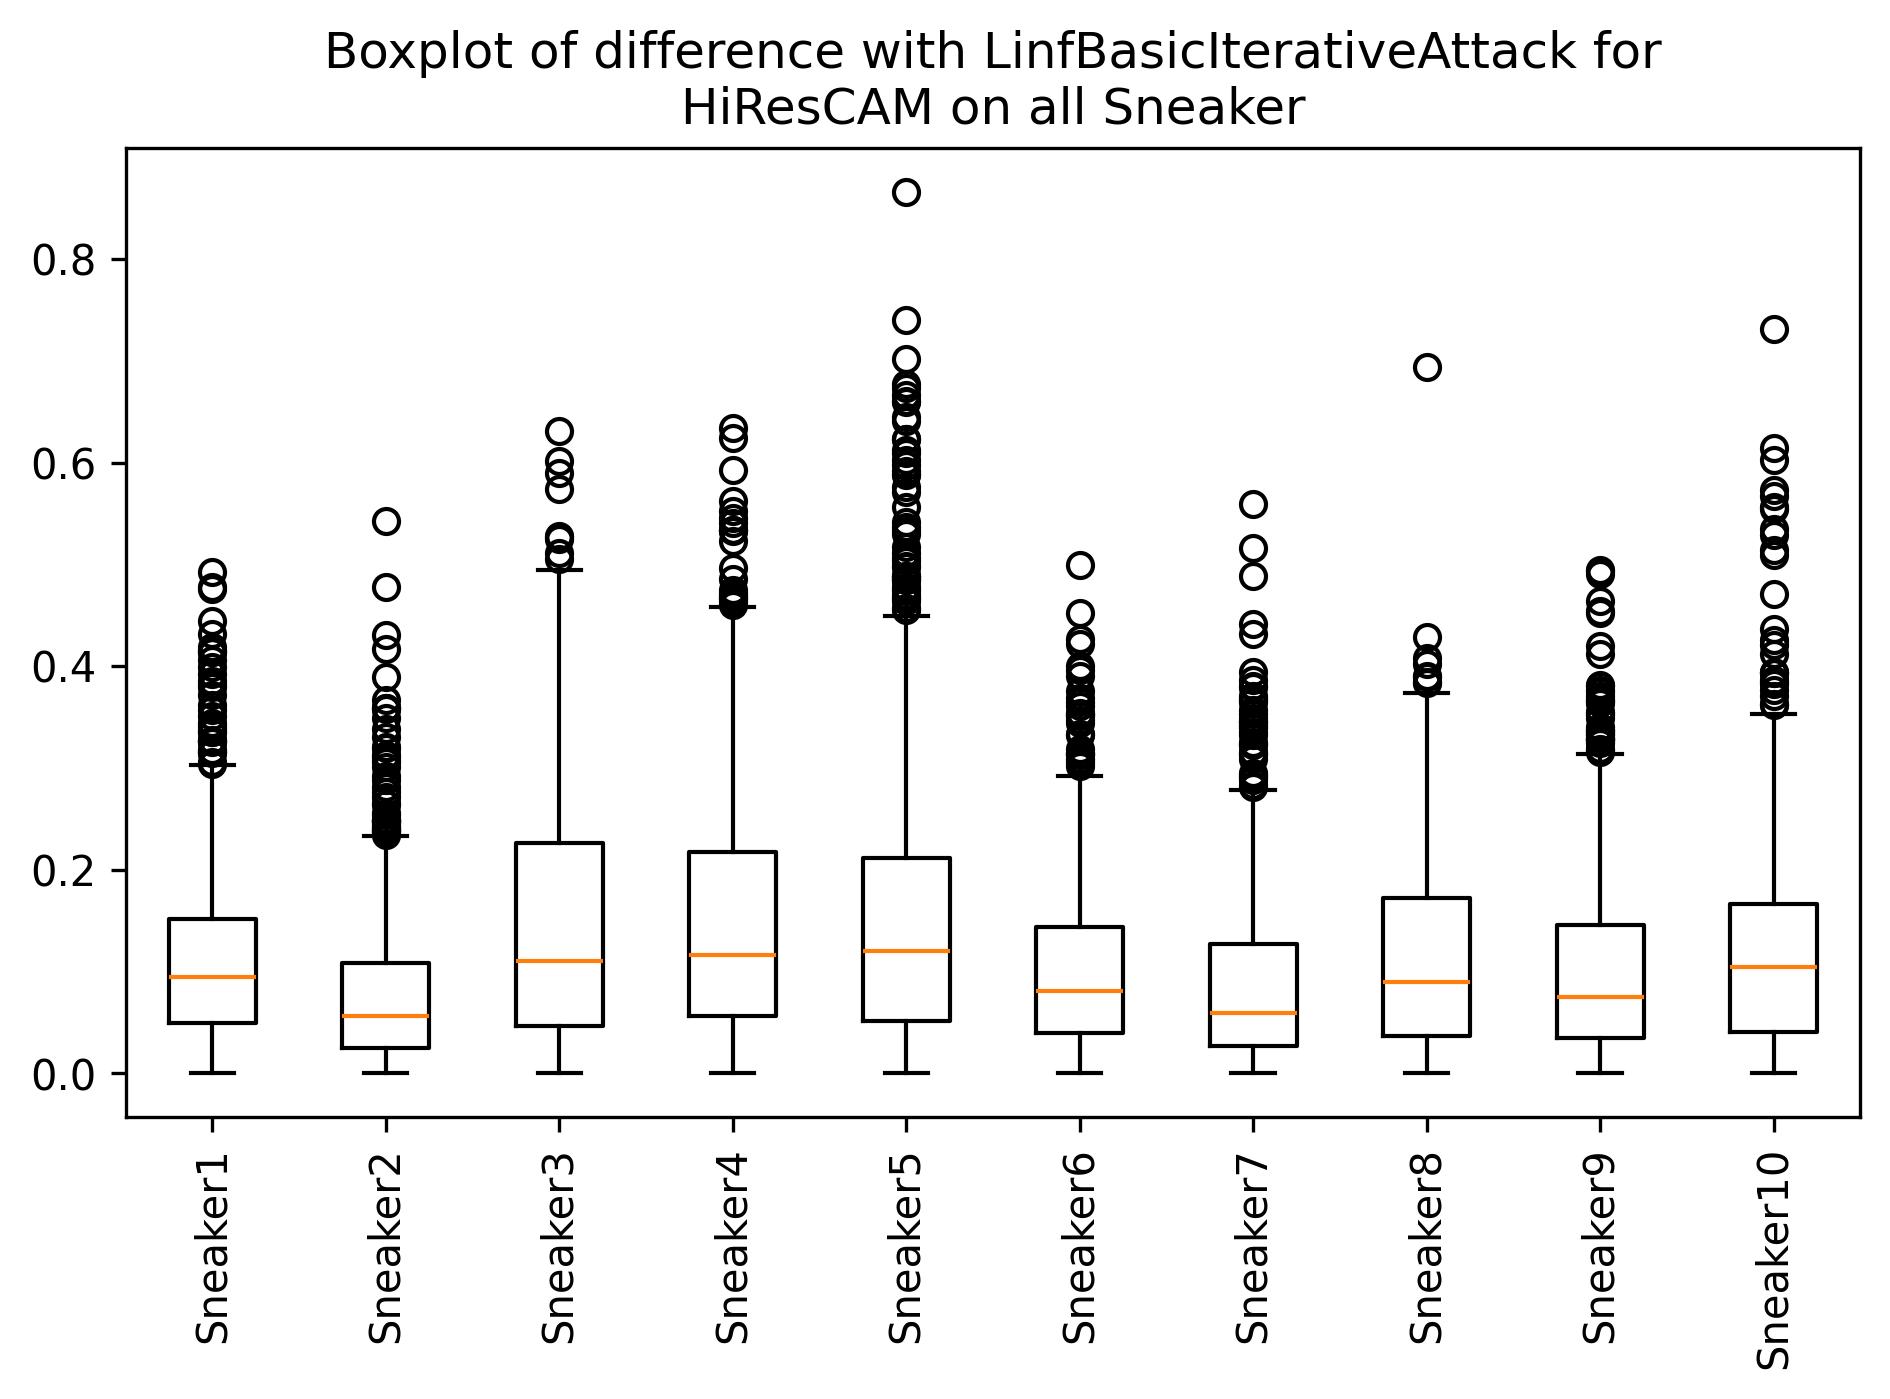 Boxplot of difference with LinfBasicIterativeAttack for
HiResCAM on all Sneaker
0.8
0.6
0.4
0.2
0.0
Sneaker1
Sneaker2
Sneaker3
Sneaker4
Sneaker5
Sneaker6
Sneaker7
Sneaker8
Sneaker9
Sneaker10